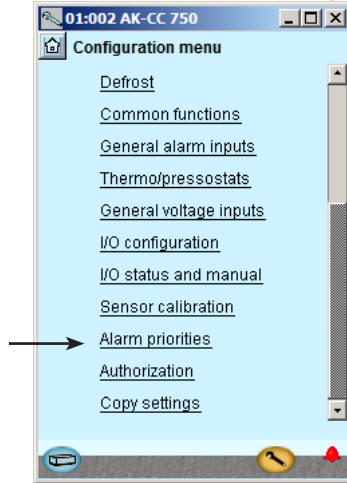 01:002 AK-CC 750
Configuration menu
Defrost
Common functions
General alarm inputs
Thermo/pressostats
General voltage inputs
I/O configuration
I/O status and manual
Sensor calibration
Alarm priorities
Authorization
Copy settings